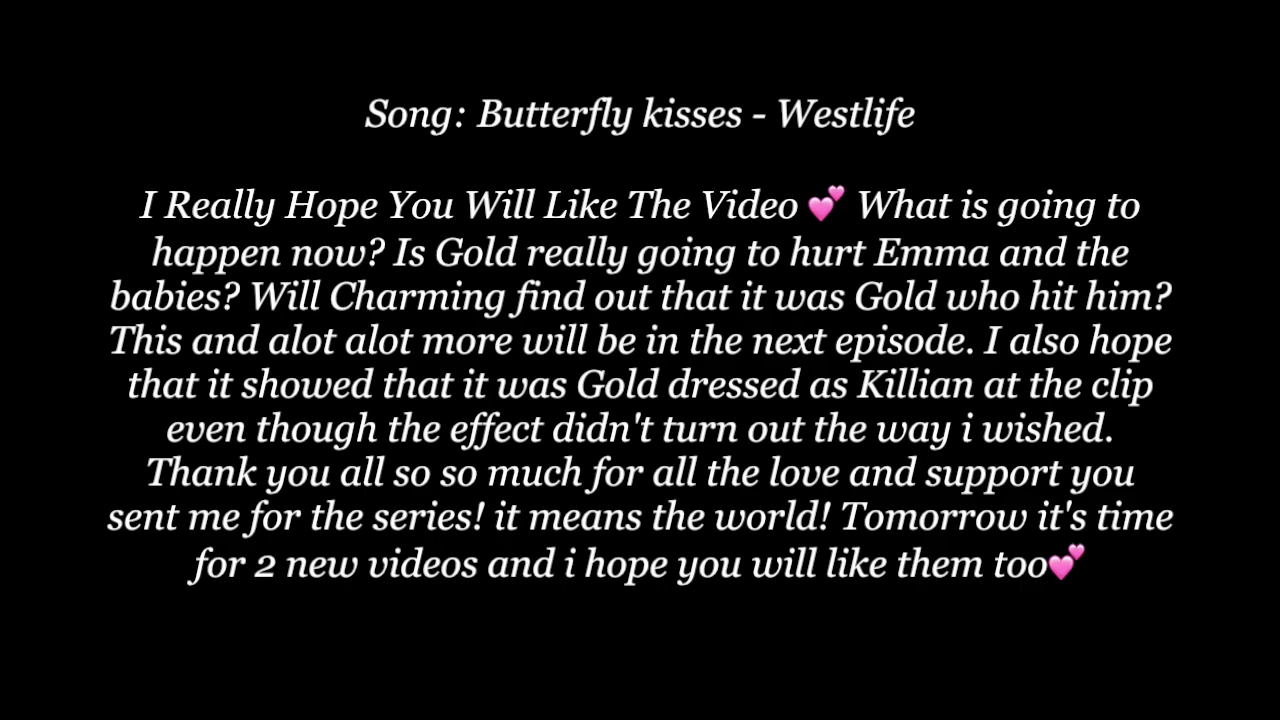 Song: Butterfly kisses - Westlife
I Really Hope You Will Like The Video 💕 What is going to
happen now? Is Gold really going to hurt Emma and the
babies? Will Charming find out that it was Gold who hit him?
This and alot alot more will be in the next episode. I also hope
that it showed that it was Gold dressed as Killian at the clip
even though the effect didn't turn out the way i wished.
Thank you all so so much for all the love and support you
sent me for the series! it means the world! Tomorrow it's time
for 2 new videos and i hope you will like them too💕